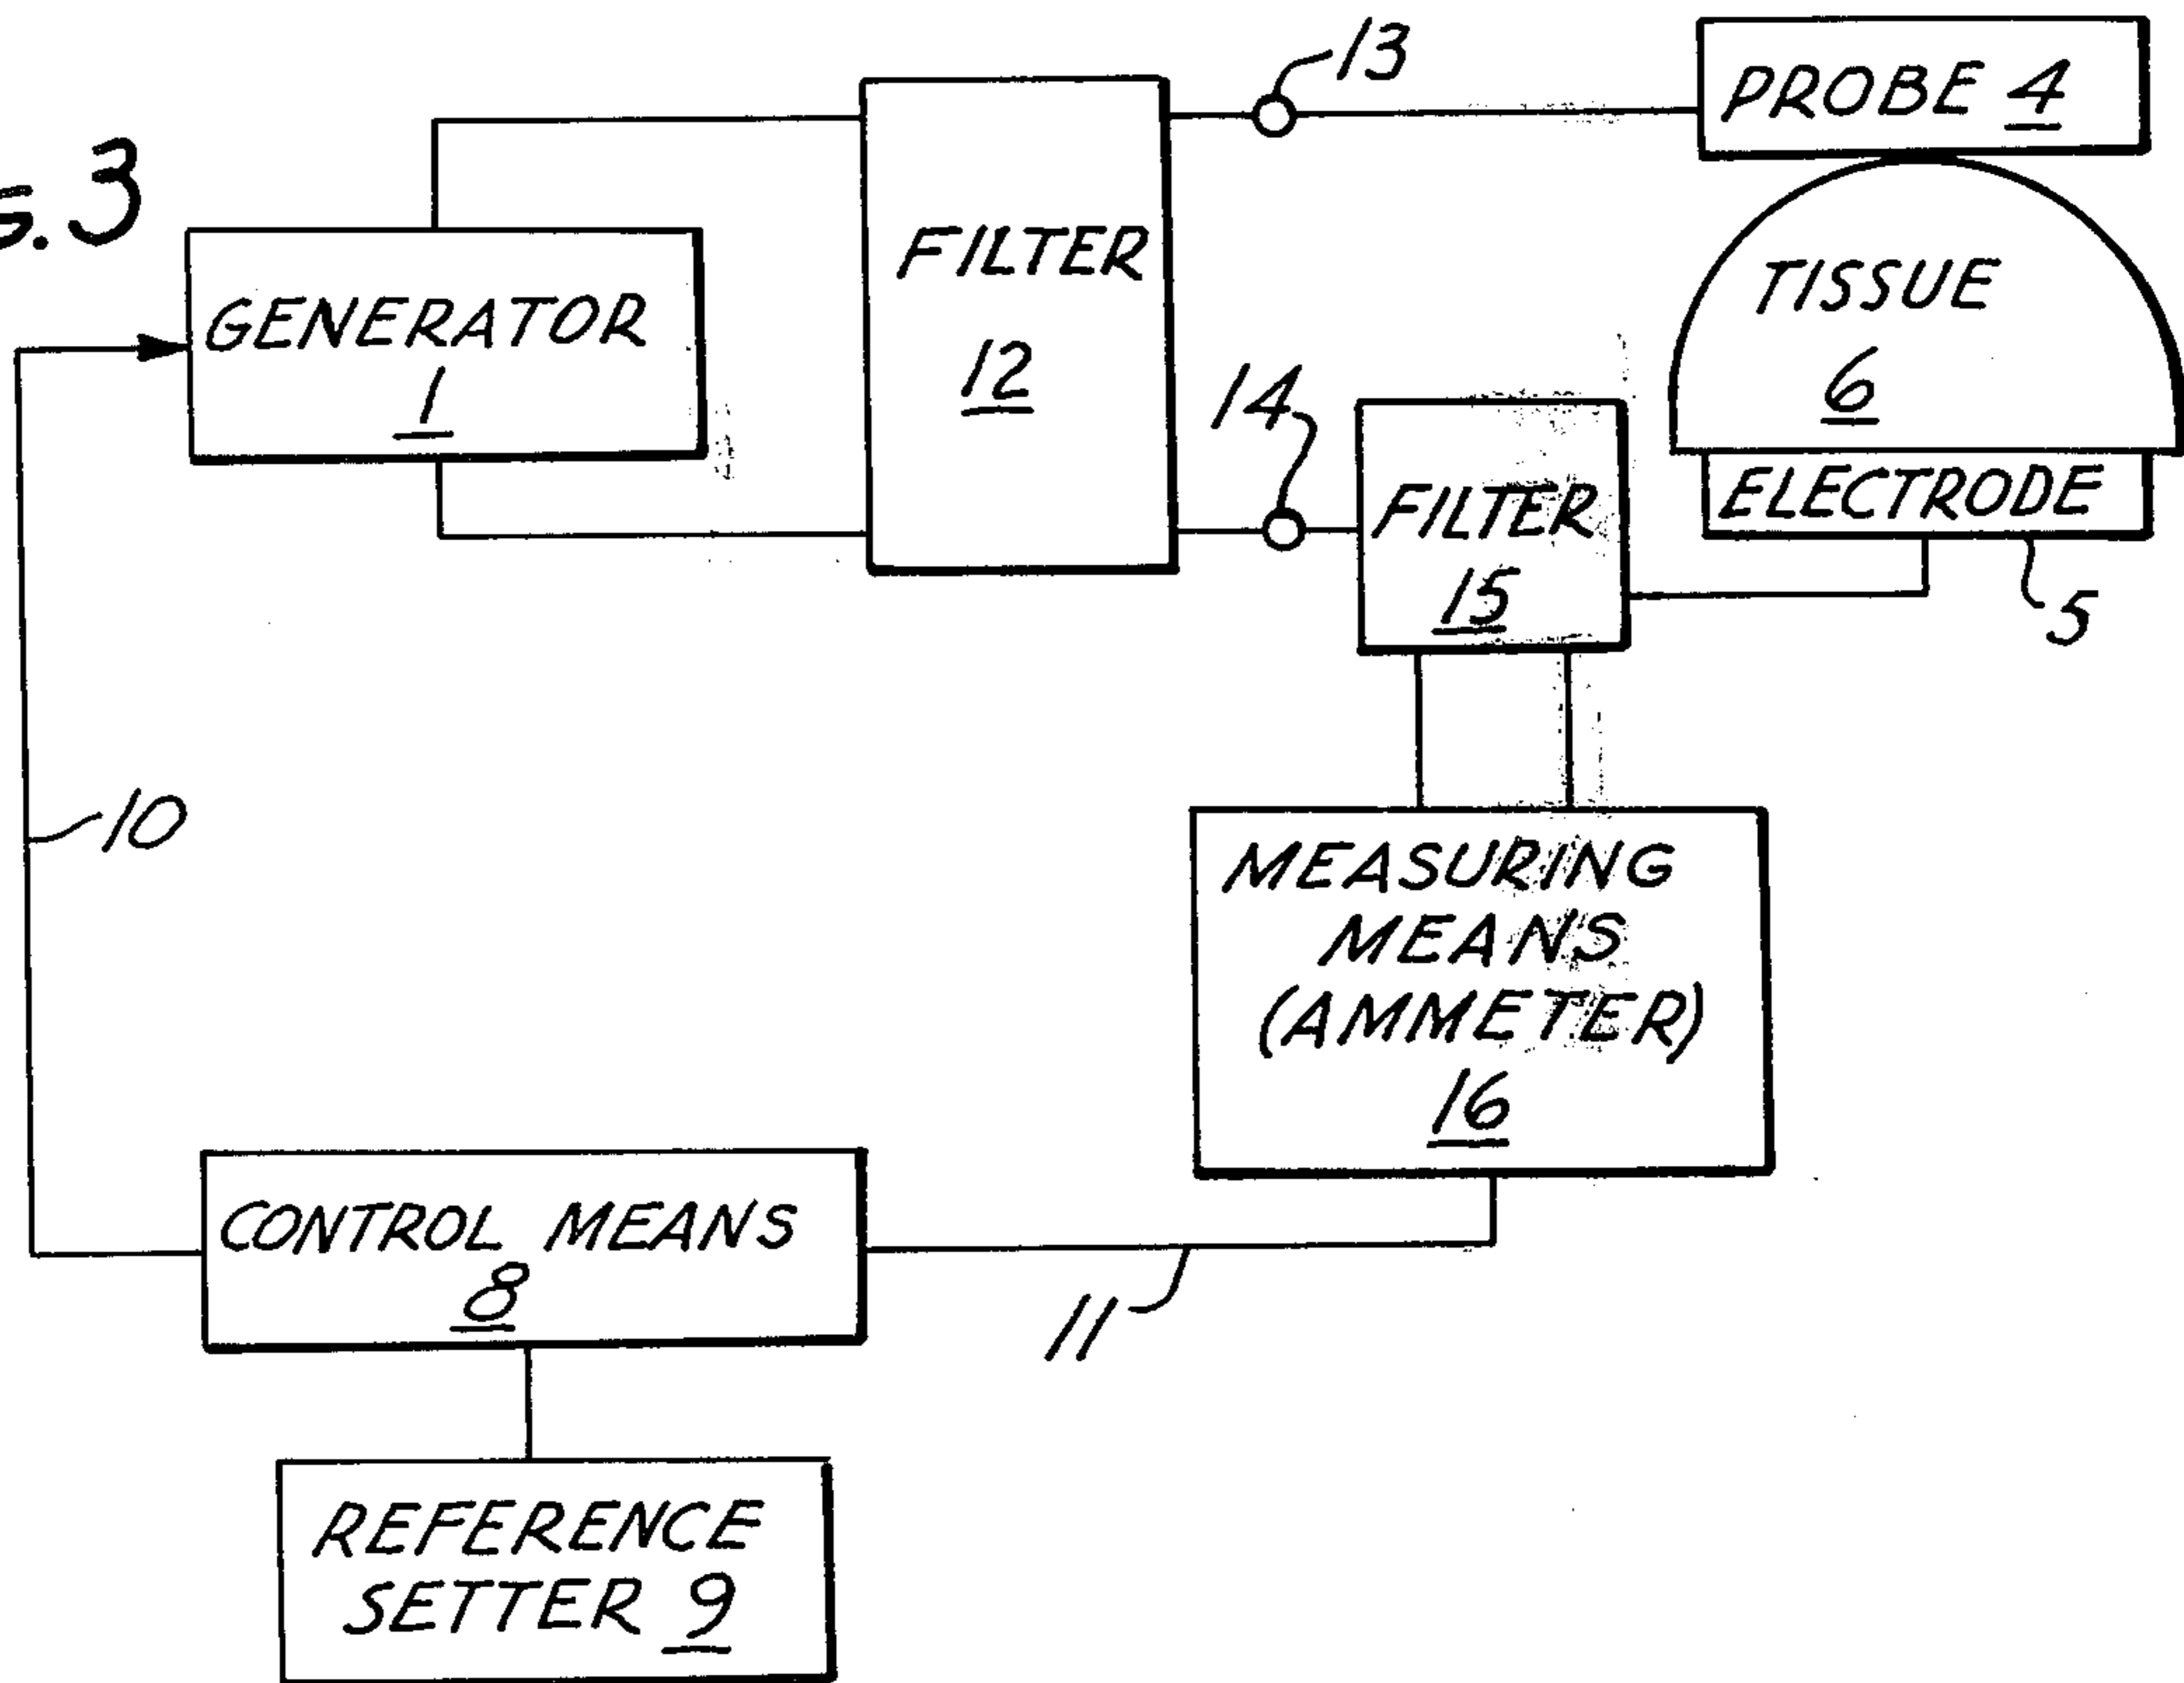 G. 3
13
PROBE 4
FILTER
12
TISSUE
6
GENERATOR
1
14
FILTER
15
ELECTRODE
5
10
MEASURING
MEANS
(AMMETER)
16
CONTROL MEANS
8
11
REFERENCE
SETTER 9